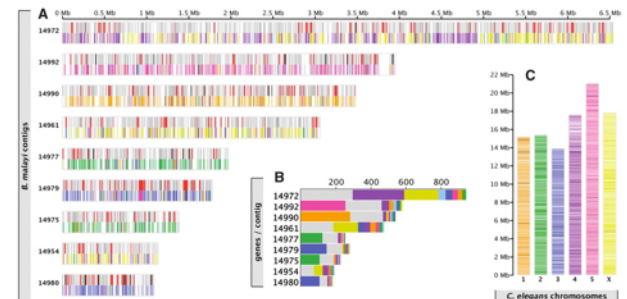 A
0 Mb 0.5 Mb 1 Mb 1.5 Mb 2 Mb 2.5 Mb 3 Mb 3.5 Mb 4 Mb 4.5 Mb 5 Mb 5.5 Mb 6 Mb 6.5 Mb
B. malayi contigs
14972
14992
14990
14961
14977
14979
14975
14954
14980
B
genes / contig
200 400 600 800
14972
14992
14990
14961
14977
14979
14975
14954
14980
C
22 Mb
20 Mb
18 Mb
16 Mb
14 Mb
12 Mb
10 Mb
8 Mb
6 Mb
4 Mb
2 Mb
0 Mb
1 2 3 4 5 X
C. elegans chromosomes